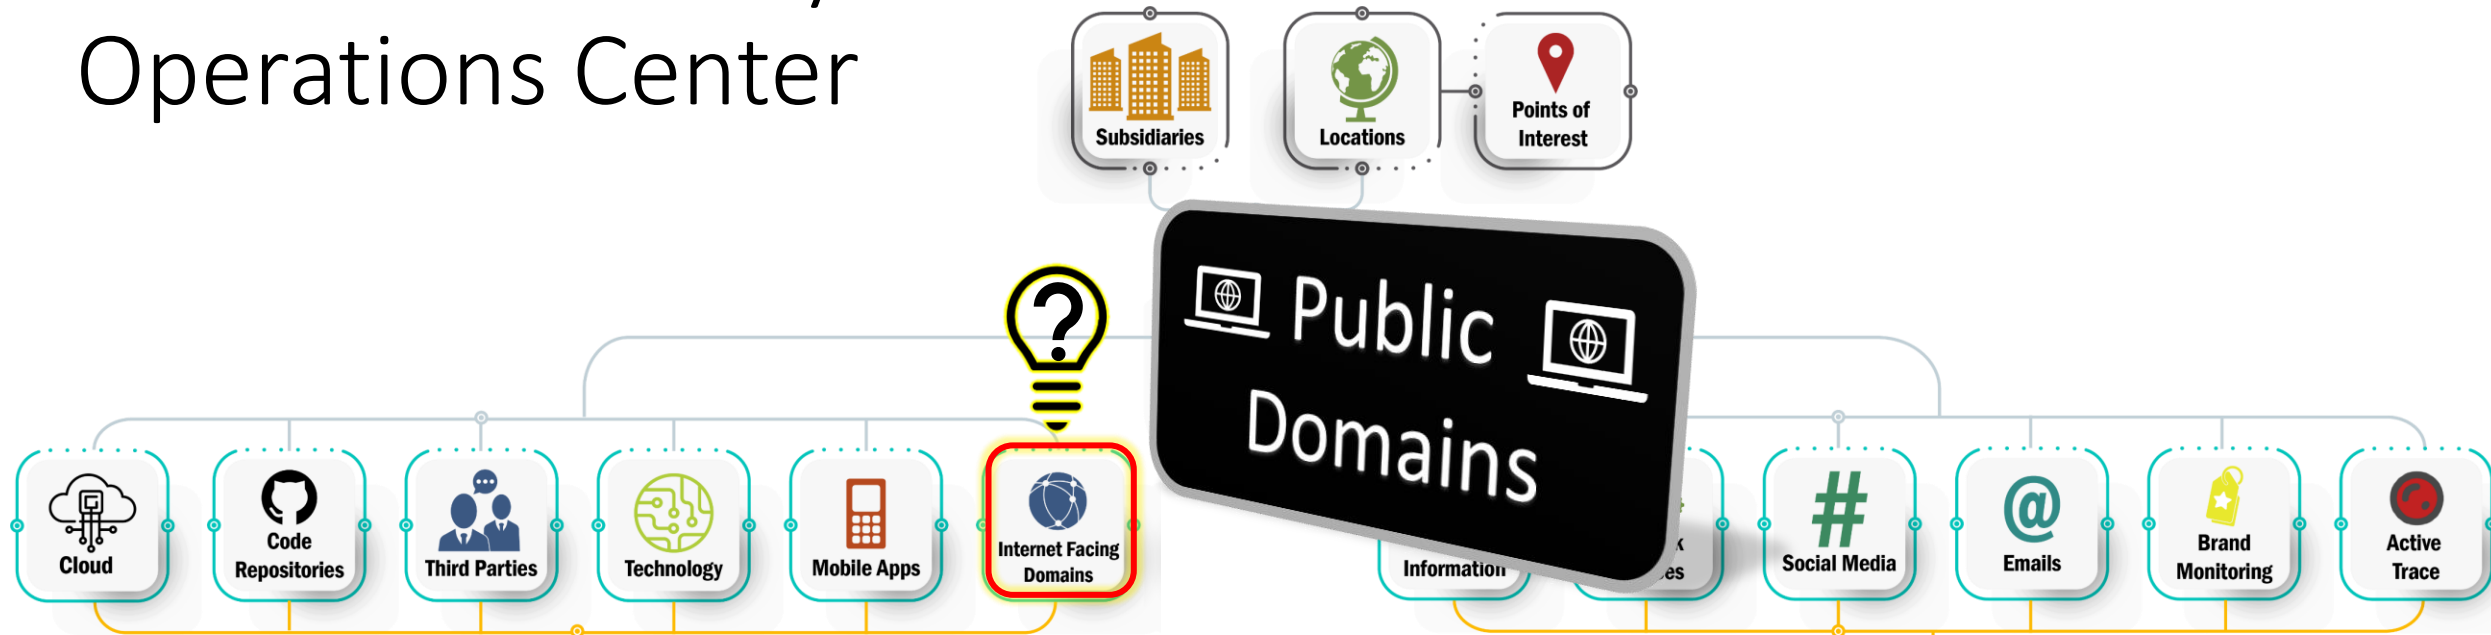 Operations Center
Subsidiaries
Locations
Points of
Interest
?
Public
Domains
Cloud
Code
Repositories
Third Parties
Technology
Mobile Apps
Internet Facing
Domains
Information
#
Social Media
@
Emails
Brand
Monitoring
Active
Trace